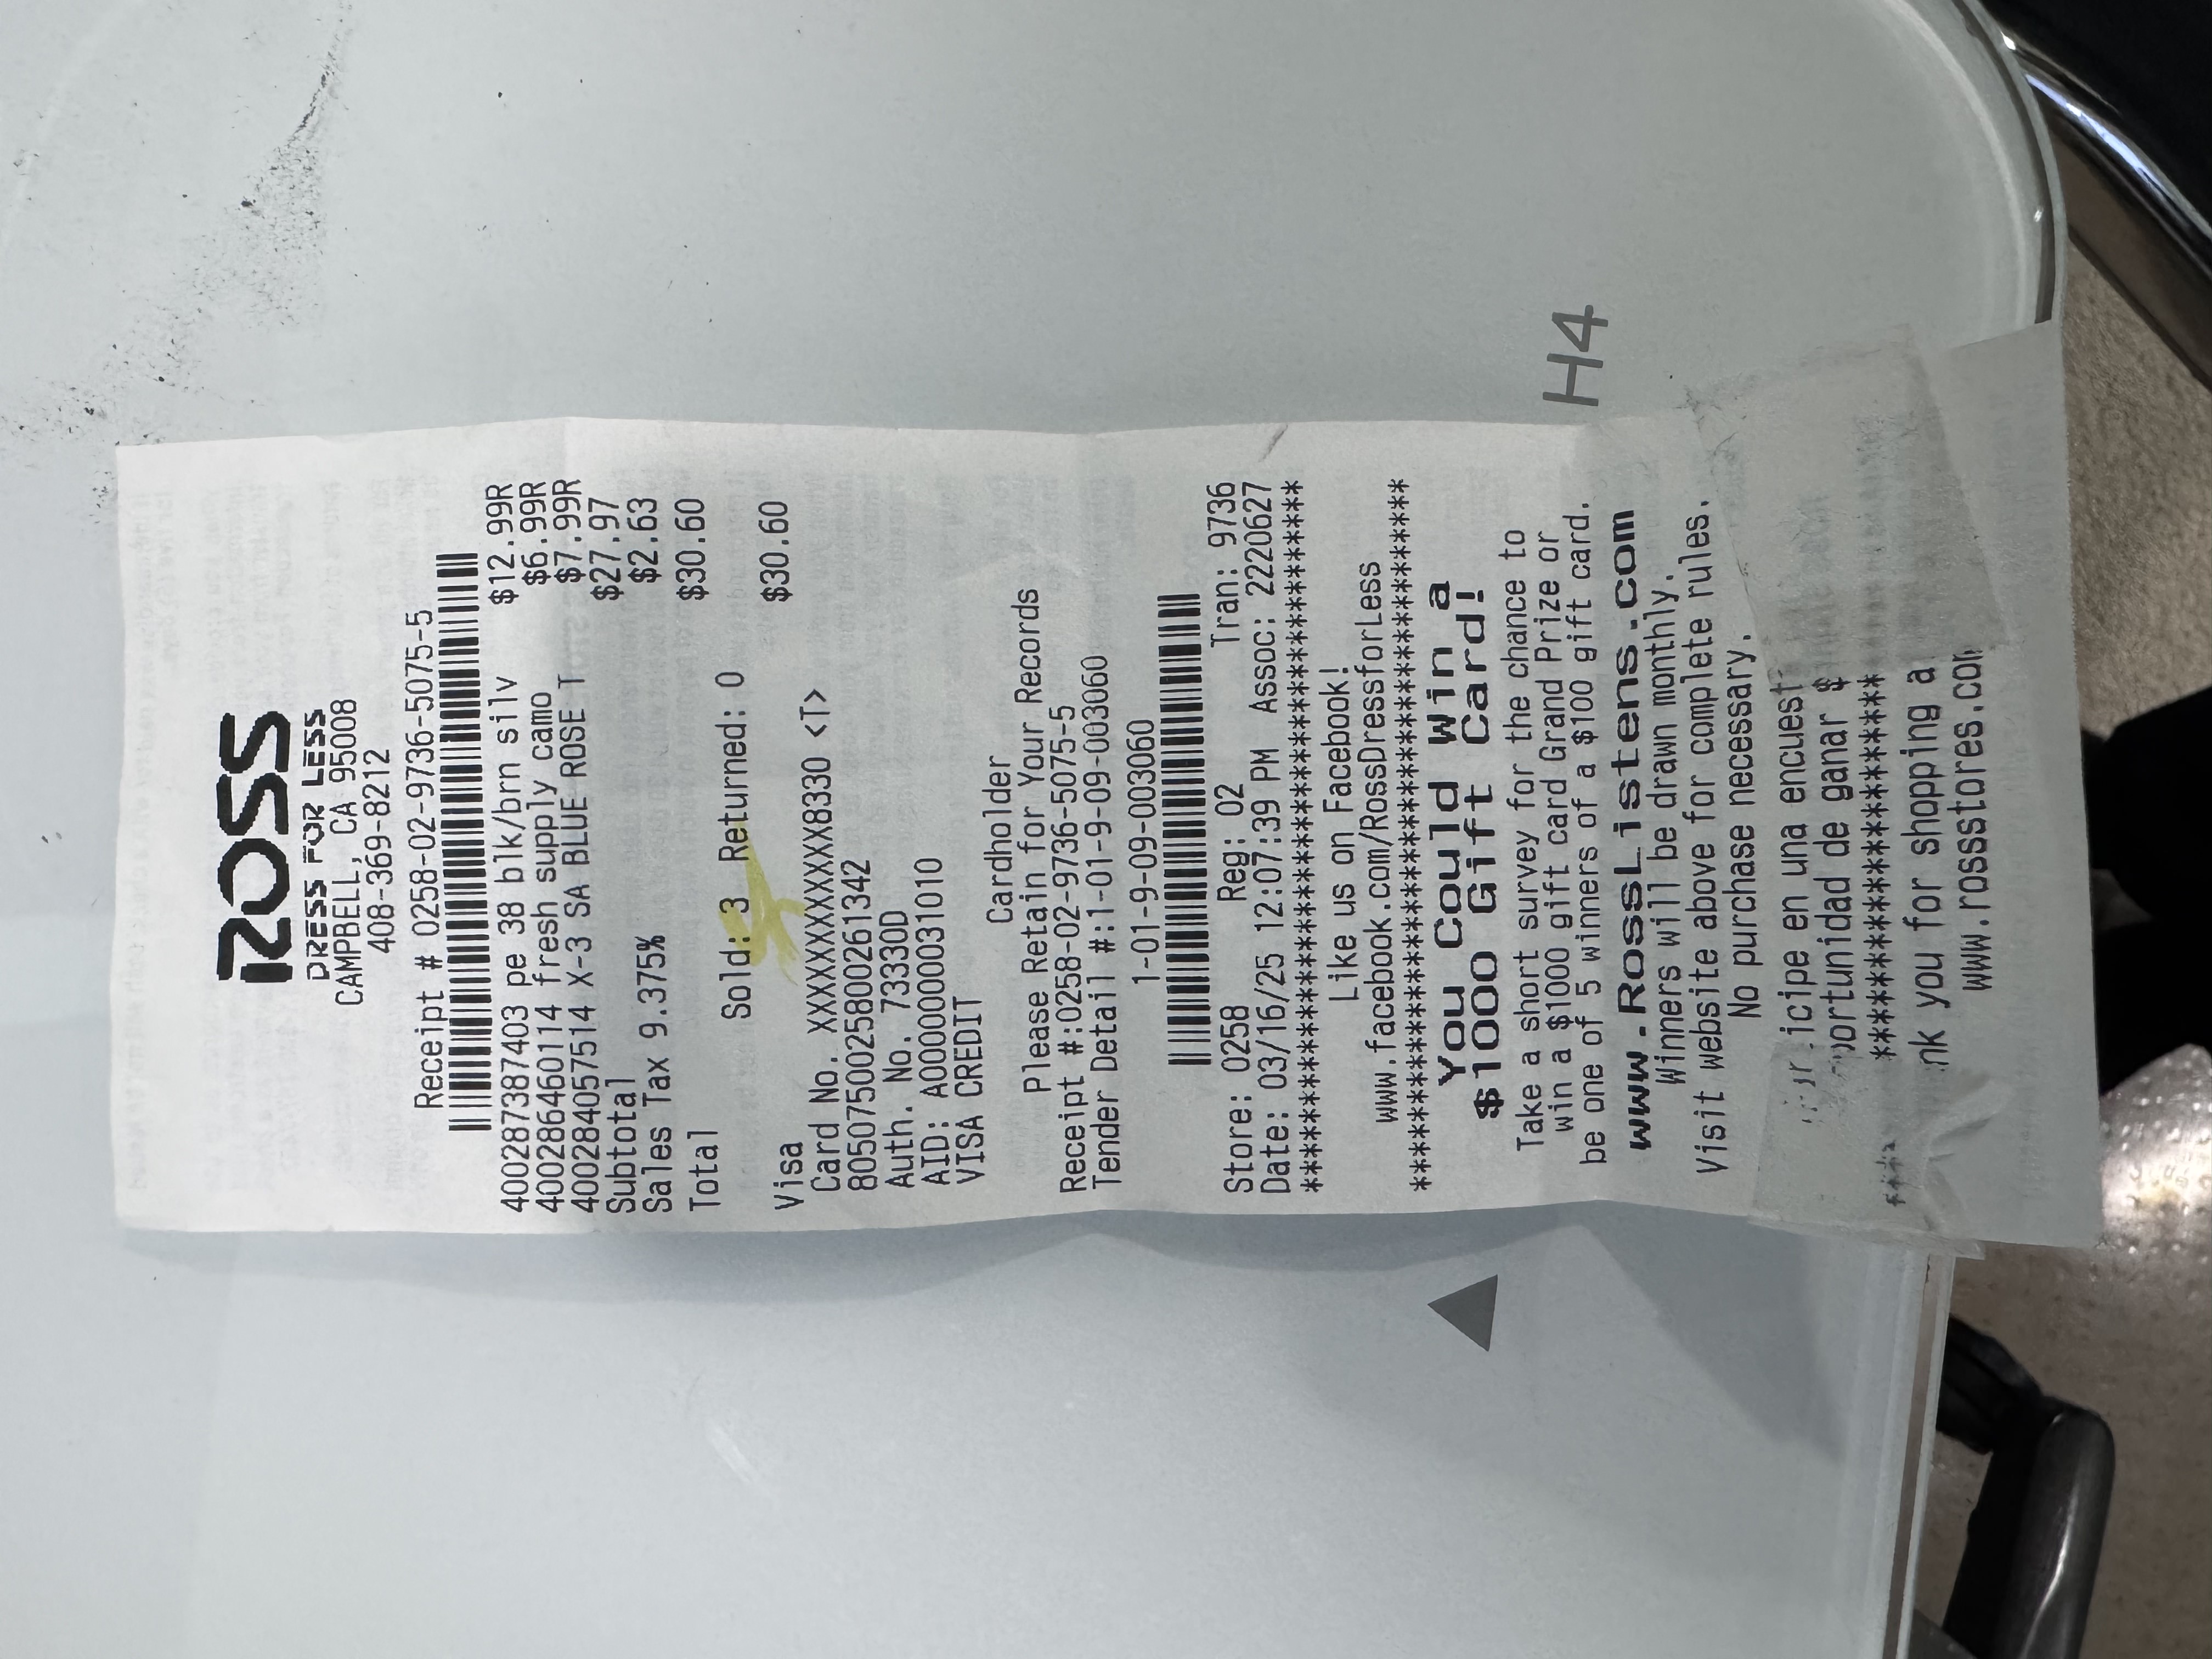 ROSS
DRESS FOR LESS
CAMPBELL, CA 95008
408-369-8212
Receipt # 0258-02-9736-5075-5
400287387403 pe 38 blk/brn silv $12.99R
400286460114 fresh supply camo $6.99R
400284057514 X-3 SA BLUE ROSE T $7.99R
Subtotal $27.97
Sales Tax 9.375% $2.63
Total $30.60
Sold: 3 Returned: 0
Visa $30.60
Card No. XXXXXXXXXXXX8330 <T>
8050750025800261342
Auth. No. 73330D
AID: A0000000031010
VISA CREDIT
Cardholder
Please Retain for Your Records
Receipt #:0258-02-9736-5075-5
Tender Detail #:1-01-9-09-003060
1-01-9-09-003060
Store: 0258 Reg: 02 Tran: 9736
Date: 03/16/25 12:07:39 PM Assoc: 2220627
*****************************************
Like us on Facebook!
www.facebook.com/RossDressforLess
*****************************************
You Could Win a
$1000 Gift Card!
Take a short survey for the chance to
win a $1000 gift card Grand Prize or
be one of 5 winners of a $100 gift card.
H4
www.RossListens.com
Winners will be drawn monthly.
Visit website above for complete rules.
No purchase necessary.
icipe en una encuest
portunidad de ganar $
**********************
nk you for shopping a
www.rossstores.com